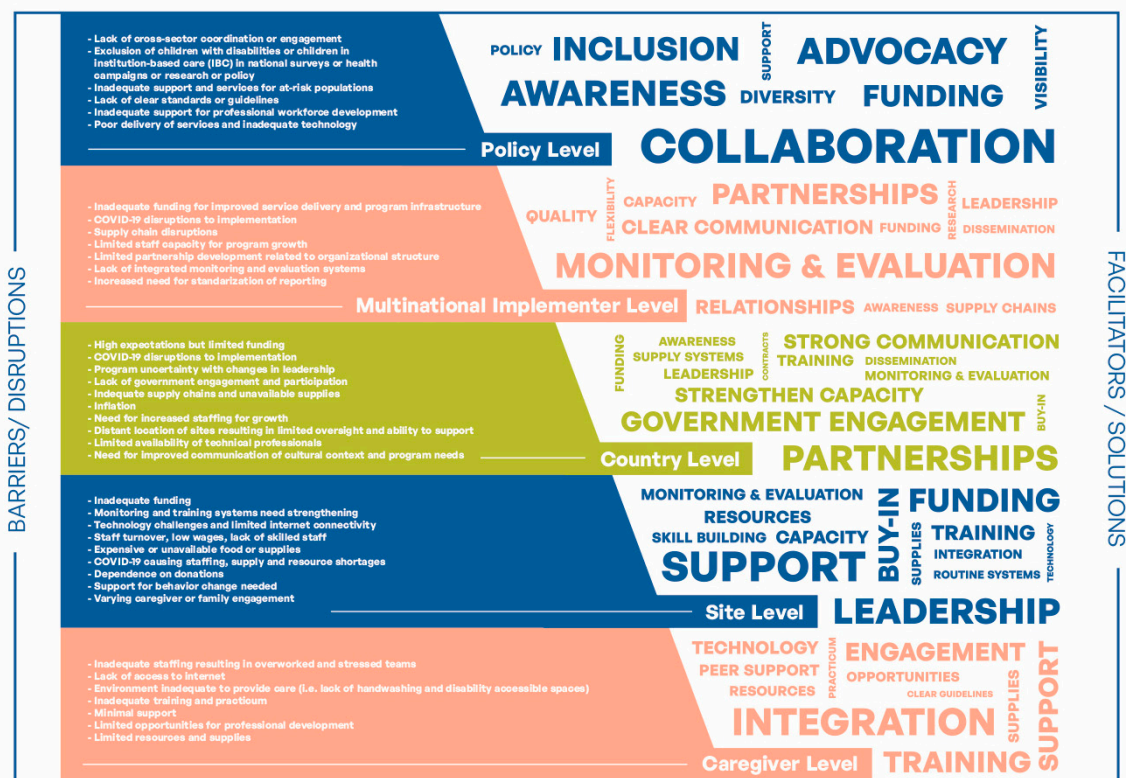 BARRIERS/ DISRUPTIONS
- Lack of cross-sector coordination or engagement
- Exclusion of children with disabilities or children in
institution-based care (IBC) in national surveys or health
campaigns or research or policy
- Inadequate support and services for at-risk populations
- Lack of clear standards or guidelines
- Inadequate support for professional workforce development
- Poor delivery of services and inadequate technology
Policy Level
POLICY
INCLUSION
SUPPORT
ADVOCACY
VISIBILITY
AWARENESS
DIVERSITY
FUNDING
COLLABORATION
- Inadequate funding for improved service delivery and program infrastructure
- COVID-19 disruptions to implementation
- Supply chain disruptions
- Limited staff capacity for program growth
- Limited partnership development related to organizational structure
- Lack of integrated monitoring and evaluation systems
- Increased need for standarization of reporting
Multinational Implementer Level
QUALITY
FLEXIBILITY
CAPACITY
PARTNERSHIPS
RESEARCH
LEADERSHIP
CLEAR COMMUNICATION
FUNDING
DISSEMINATION
MONITORING & EVALUATION
RELATIONSHIPS
AWARENESS
SUPPLY CHAINS
- High expectations but limited funding
- COVID-19 disruptions to implementation
- Program uncertainty with changes in leadership
- Lack of government engagement and participation
- Indequate supply chains and unavailable supplies
- Inflation
- Need for increased staffing for growth
- Distant location of sites resulting in limited oversight and ability to support
- Limited availability of technical professionals
- Need for improved communication of cultural context and program needs
Country Level
FUNDING
AWARENESS
SUPPLY SYSTEMS
LEADERSHIP
CONTRACTS
STRONG COMMUNICATION
TRAINING
DISSEMINATION
MONITORING & EVALUATION
STRENGTHEN CAPACITY
GOVERNMENT ENGAGEMENT
BUY-IN
PARTNERSHIPS
- Inadequate funding
- Monitoring and training systems need strengthening
- Technology challenges and limited internet connectivity
- Staff turnover, low wages, lack of skilled staff
- Expensive or unavailable food or supplies
- COVID-19 causing staffing, supply and resource shortages
- Dependence on donations
- Support for behavior change needed
- Varying caregiver or family engagement
Site Level
MONITORING & EVALUATION
RESOURCES
SKILL BUILDING
CAPACITY
SUPPORT
BUY-IN
FUNDING
SUPPLIES
TRAINING
INTEGRATION
ROUTINE SYSTEMS
TECHNOLOGY
LEADERSHIP
- Inadequate staffing resulting in overworked and stressed teams
- Lack of access to internet
- Environment inadequate to provide care (i.e. lack of handwashing and disability accessible spaces)
- Inadequate training and practicum
- Minimal support
- Limited opportunities for professional development
- Limited resources and supplies
Caregiver Level
TECHNOLOGY
PEER SUPPORT
RESOURCES
PRACTICUM
ENGAGEMENT
OPPORTUNITIES
CLEAR GUIDELINES
SUPPLIES
SUPPORT
INTEGRATION
TRAINING
FACILITATORS / SOLUTIONS